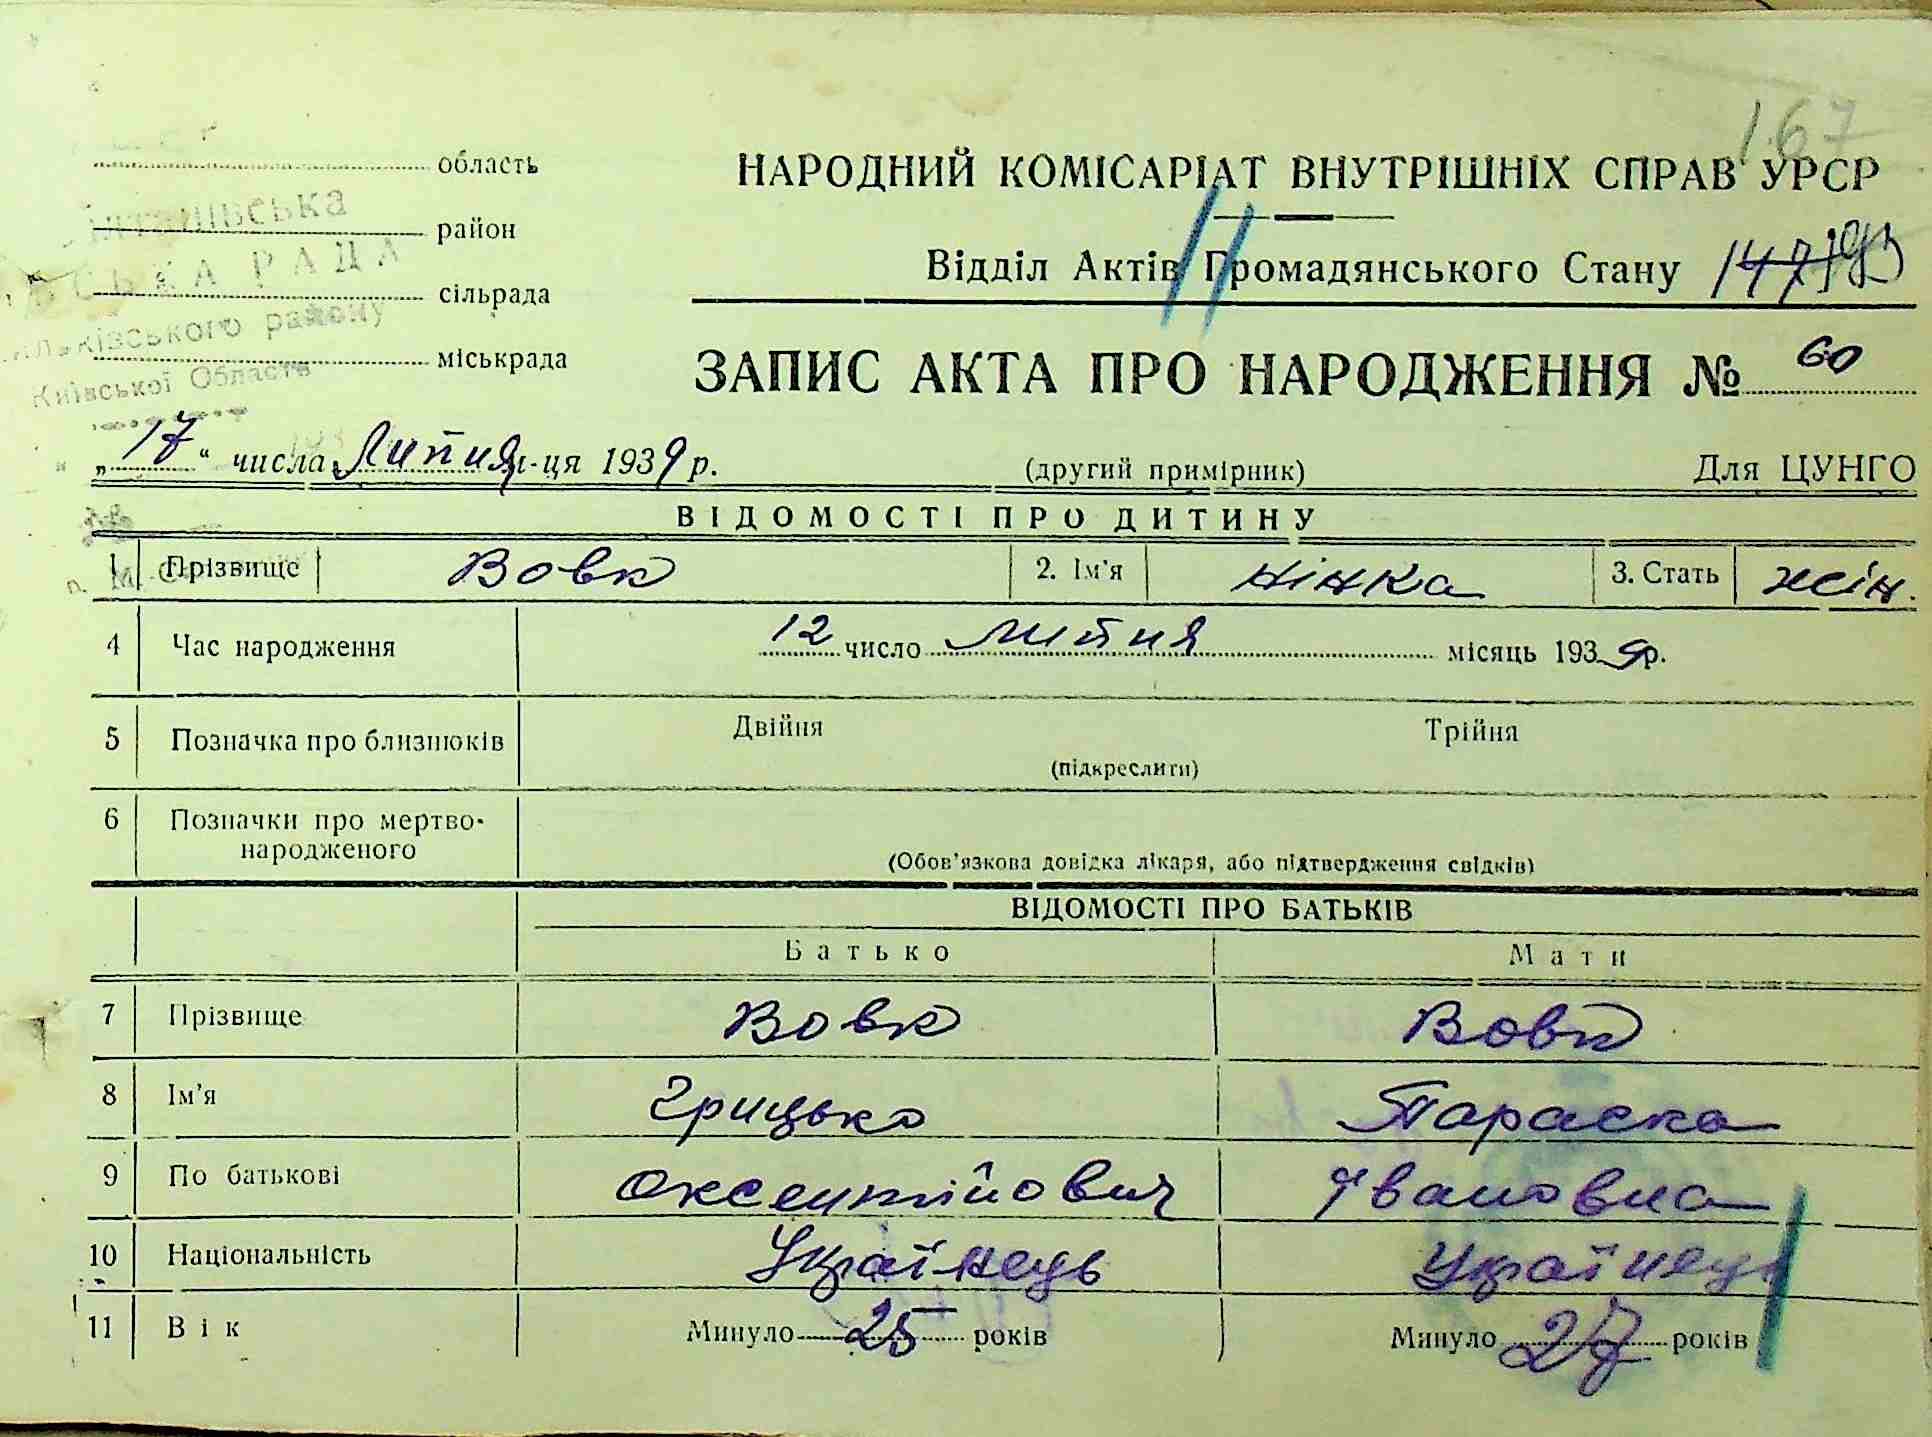 167
область
НАРОДНИЙ КОМІСАРІАТ ВНУТРІШНІХ СПРАВ УРСР
район
РАДА
Відділ Актів Громадянського Стану
сільрада
району
міськрада
Київської Області
ЗАПИС АКТА ПРО НАРОДЖЕННЯ № 60
„17“ числа Липня м-ця 1939 р. (другий примірник) Для ЦУНГО
ВІДОМОСТІ ПРО ДИТИНУ
1 Прізвище Вовк 2. Ім'я Нінка 3. Стать жін.
4 Час народження 12 число липня місяць 1939 р.
5 Позначка про близнюків Двійня Трійня
(підкреслити)
6 Позначки про мертво-
народженого
(Обов'язкова довідка лікаря, або підтвердження свідків)
ВІДОМОСТІ ПРО БАТЬКІВ
Батько Мати
7 Прізвище Вовк Вовк
8 Ім'я Грицько Параска
9 По батькові Оксентійович Івановна
10 Національність Українець Українец
11 Вік Минуло 25 років Минуло 27 років